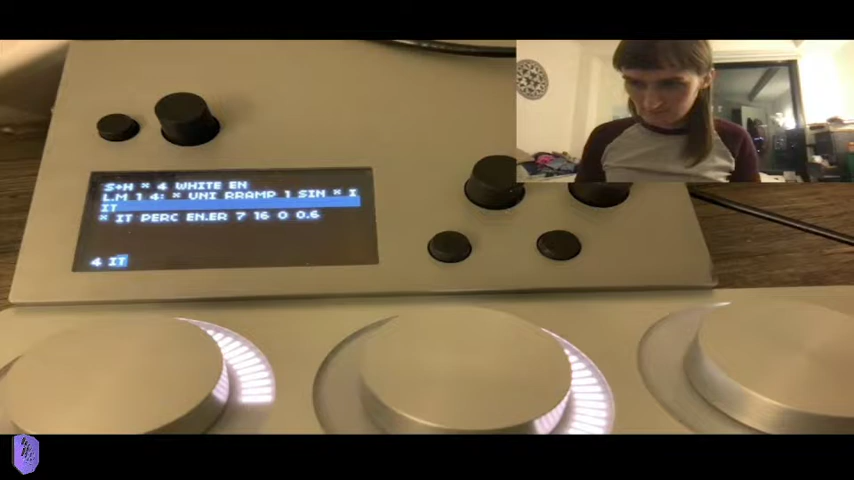 S+H × 4 WHITE EN
L.M 1 4: × UNI RRAMP 1 SIN × I
IT
× IT PERC EN.ER 7 16 0 0.6
4 IT